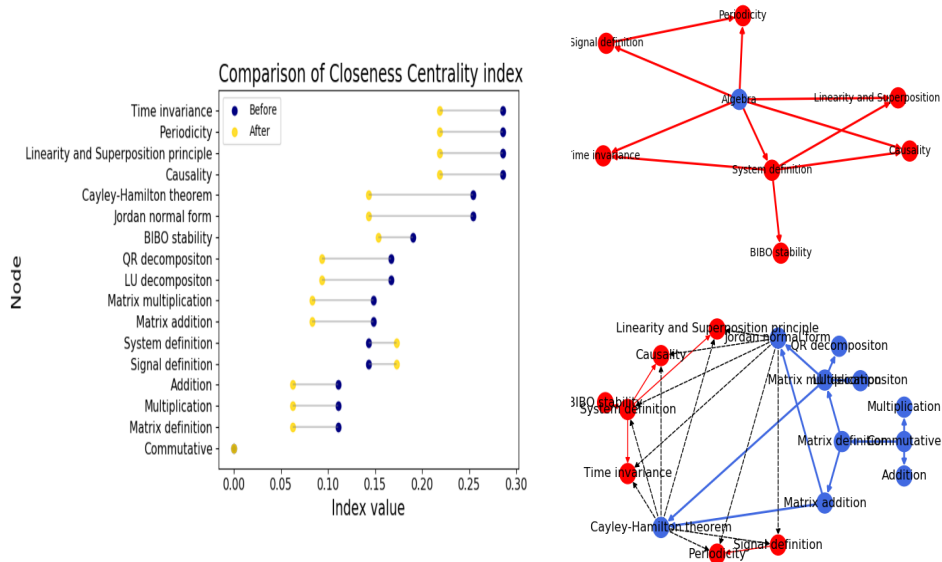 Comparison of Closeness Centrality index
Before
After
Node
Time invariance
Periodicity
Linearity and Superposition principle
Causality
Cayley-Hamilton theorem
Jordan normal form
BIBO stability
QR decompositon
LU decompositon
Matrix multiplication
Matrix addition
System definition
Signal definition
Addition
Multiplication
Matrix definition
Commutative
0.00 0.05 0.10 0.15 0.20 0.25 0.30
Index value
Periodicity
Signal definition
Algebra
Linearity and Superposition
Causality
Time invariance
System definition
BIBO stability
Linearity and Superposition principle
Jordan normal form
QR decompositon
Causality
Matrix multiplication
LU decompositon
BIBO stability
System definition
Multiplication
Matrix definition
Commutative
Time invariance
Addition
Matrix addition
Cayley-Hamilton theorem
Signal definition
Periodicity